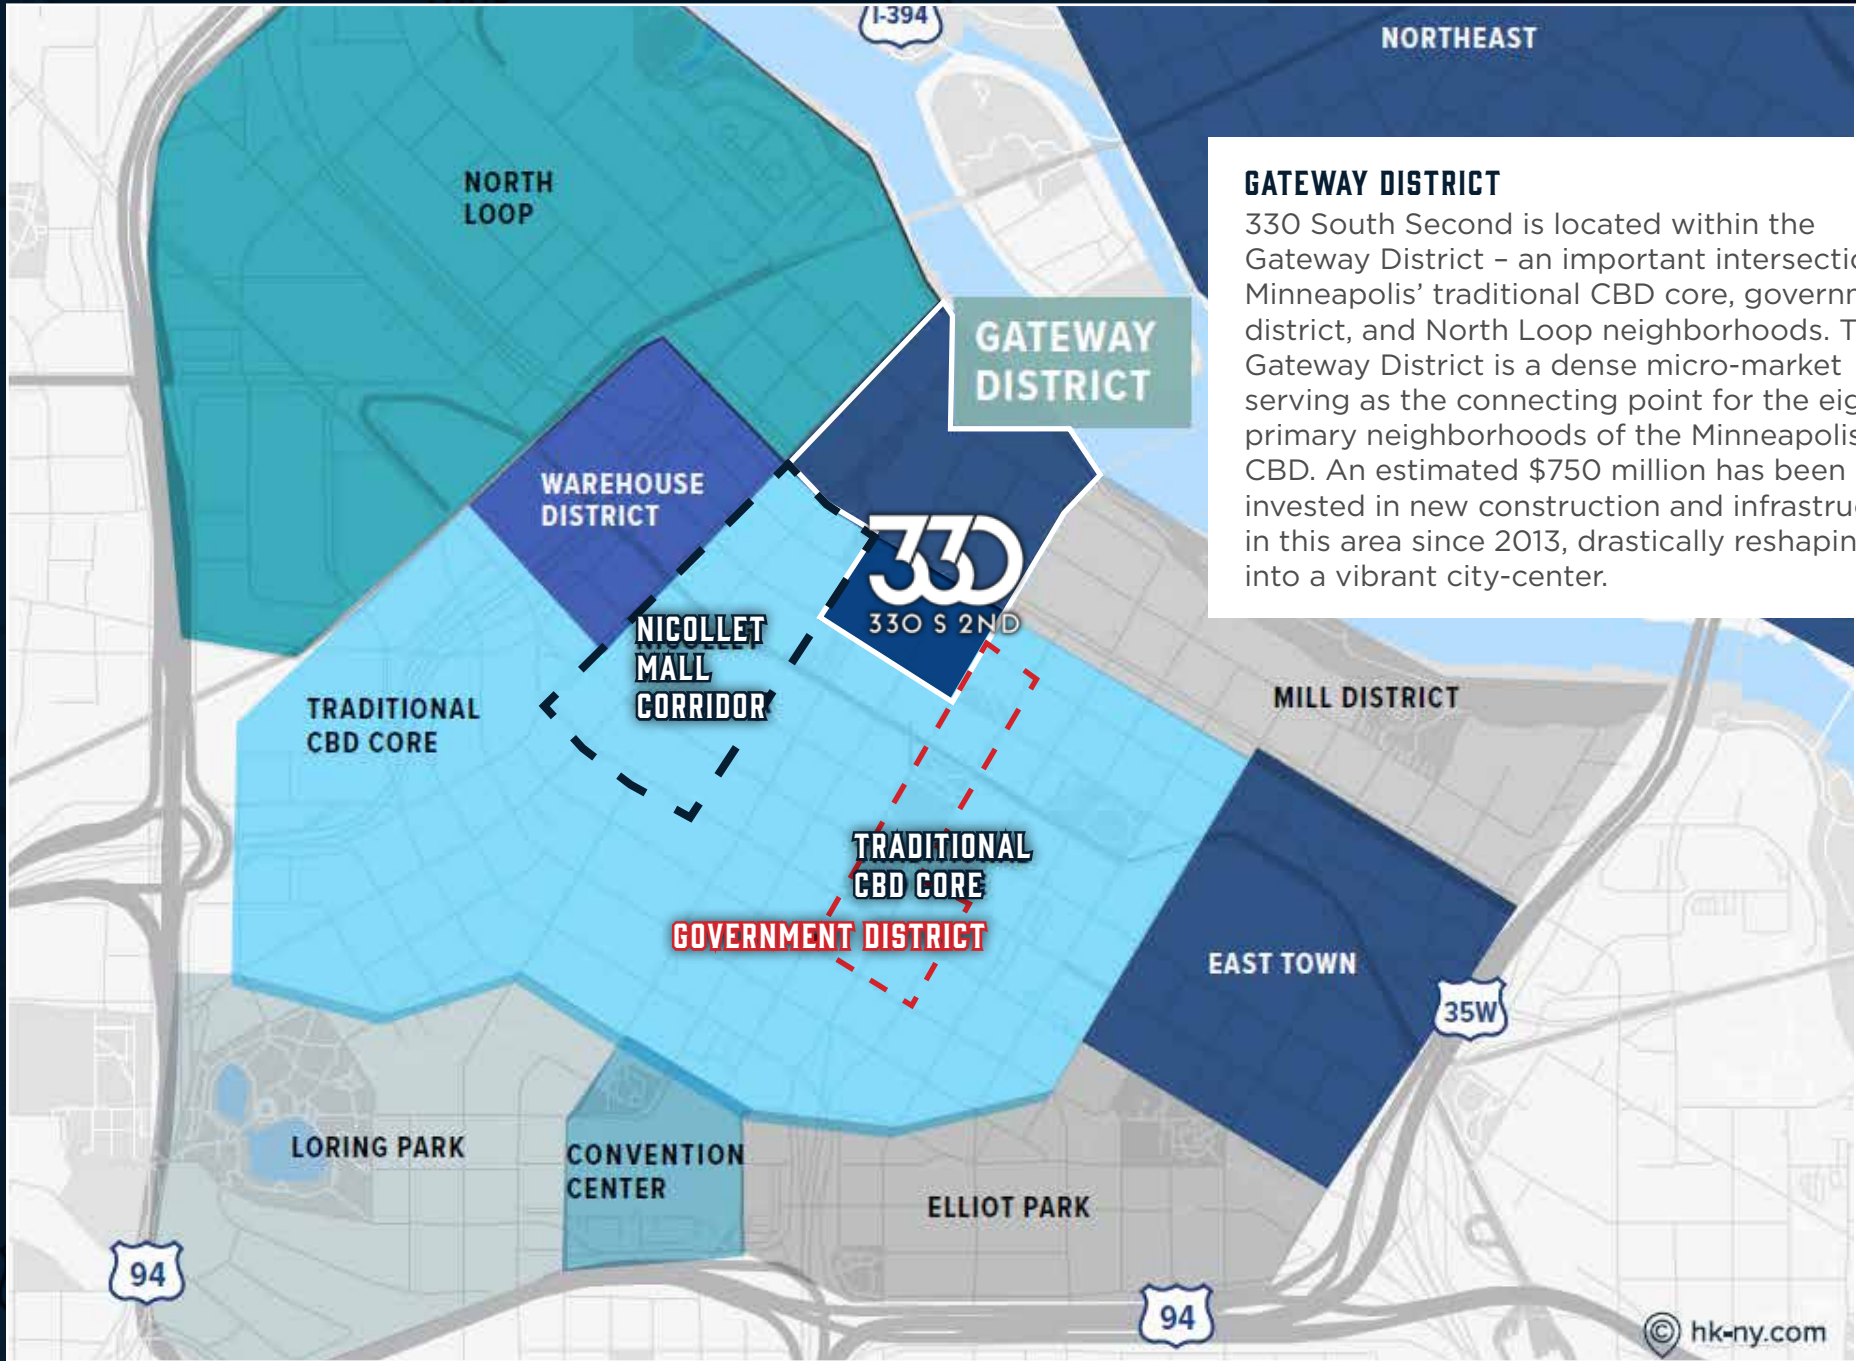 I-394
NORTHEAST
NORTH
LOOP
GATEWAY DISTRICT
330 South Second is located within the
Gateway District – an important
Minneapolis’ traditional CBD core,
district, and North Loop neighborhoods.
Gateway District is a dense micro-market
serving as the connecting point for the
primary neighborhoods of the Minneapolis
CBD. An estimated $750 million has been
invested in new construction and
in this area since 2013, drastically
into a vibrant city-center.
GATEWAY
DISTRICT
WAREHOUSE
DISTRICT
330
330 S 2ND
NICOLLET
MALL
CORRIDOR
TRADITIONAL
CBD CORE
MILL DISTRICT
TRADITIONAL
CBD CORE
GOVERNMENT DISTRICT
EAST TOWN
35W
LORING PARK
CONVENTION
CENTER
ELLIOT PARK
94
94
© hk-ny.com